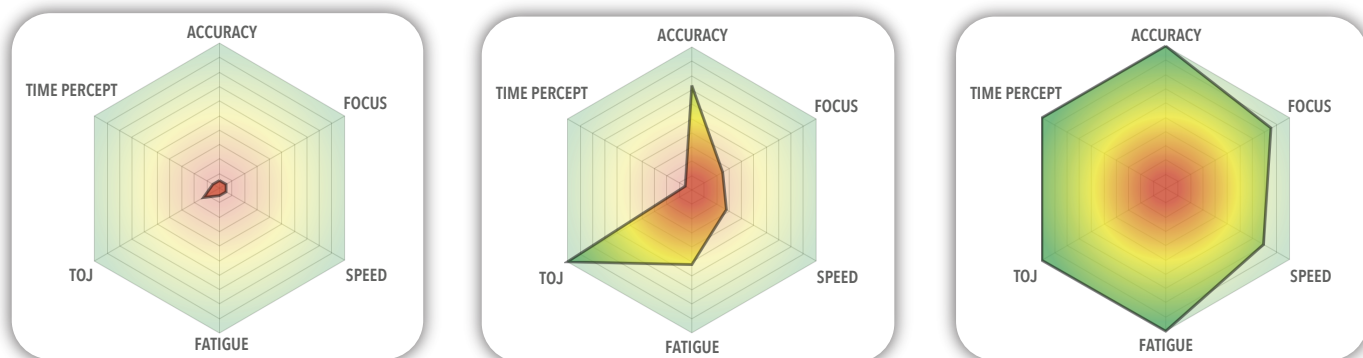 ACCURACY
TIME PERCEPT
FOCUS
TOJ
SPEED
FATIGUE
ACCURACY
TIME PERCEPT
FOCUS
TOJ
SPEED
FATIGUE
ACCURACY
TIME PERCEPT
FOCUS
TOJ
SPEED
FATIGUE